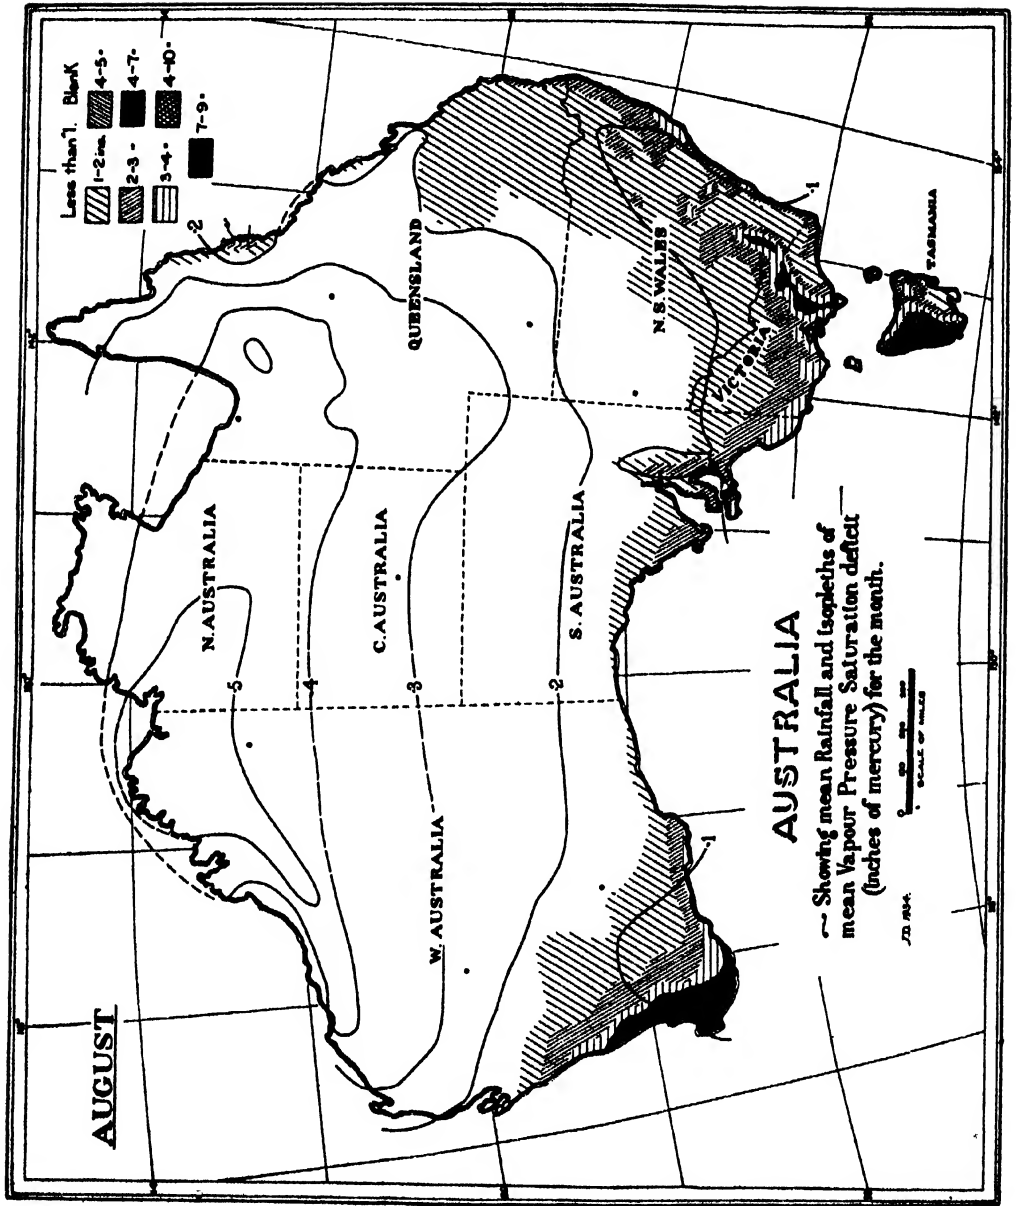 AUGUST
Less than 1. Blank
1-2 ins.
4-5 "
2-3 "
4-7 "
3-4 "
4-10 "
7-9 "
·2
QUEENSLAND
N. AUSTRALIA
C. AUSTRALIA
W. AUSTRALIA
S. AUSTRALIA
N.S. WALES
VICTORIA
TASMANIA
·5
·4
·3
·2
·1
·1
AUSTRALIA
~ Showing mean Rainfall and isopleths of
mean Vapour Pressure Saturation deficit
(inches of mercury) for the month.
SCALE OF MILES